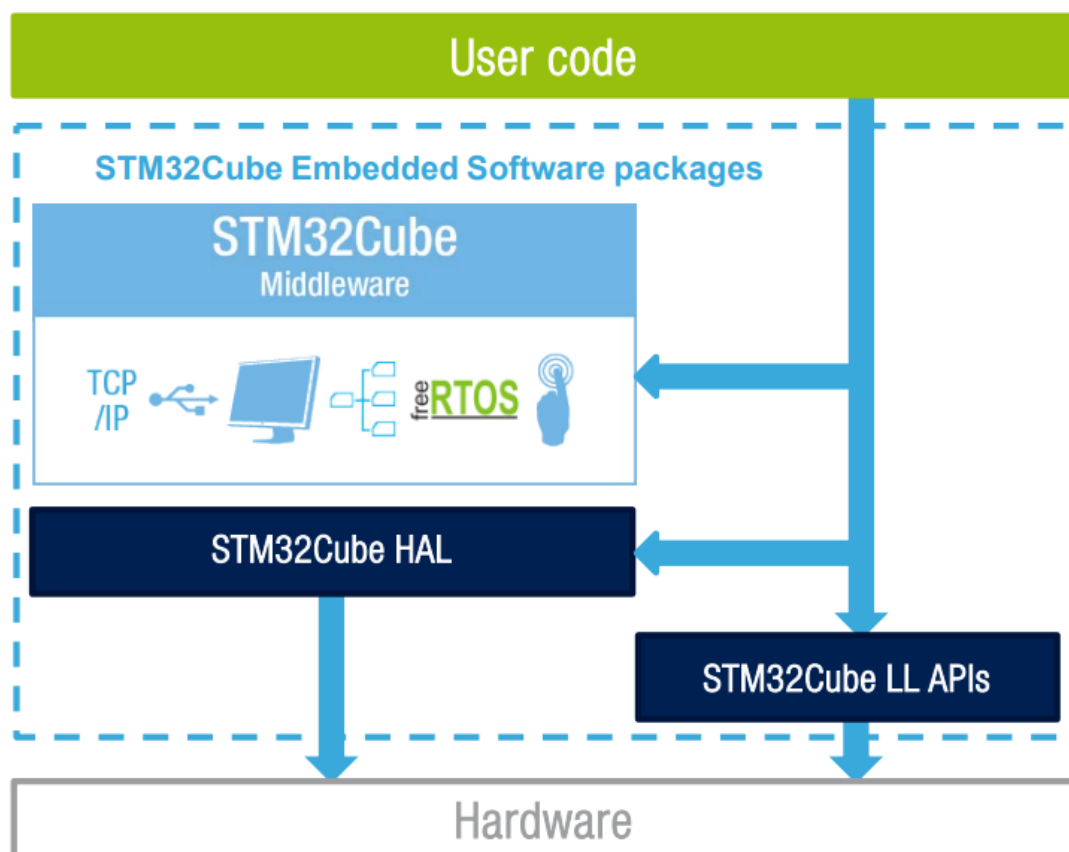 User code
STM32Cube Embedded Software packages
STM32Cube
Middleware
TCP
/IP
free
RTOS
STM32Cube HAL
STM32Cube LL APIs
Hardware